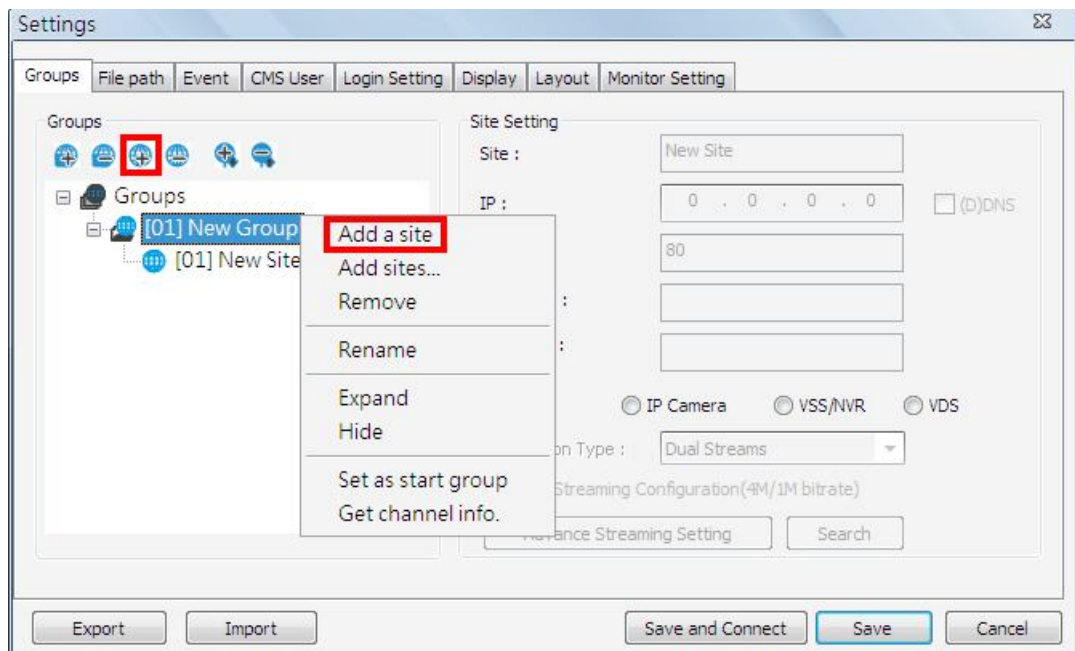 Settings
Groups File path Event CMS User Login Setting Display Layout Monitor Setting
Groups
Groups
[01] New Group
[01] New Site
Add a site
Add sites...
Remove
Rename
Expand
Hide
Set as start group
Get channel info.
Site Setting
Site : New Site
IP : 0 . 0 . 0 . 0 (D)DNS
80
:
:
IP Camera VSS/NVR VDS
Type : Dual Streams
Streaming Configuration(4M/1M bitrate)
Streaming Setting Search
Export Import Save and Connect Save Cancel